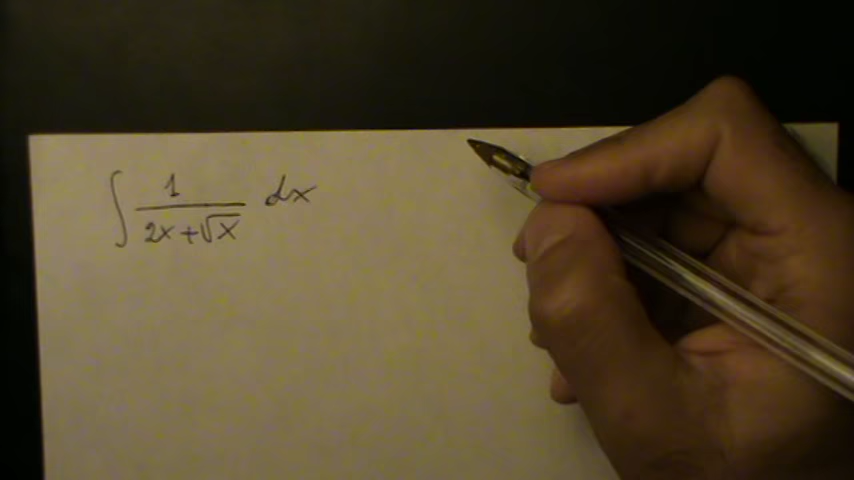 ∫ 1/(2x+√x) dx